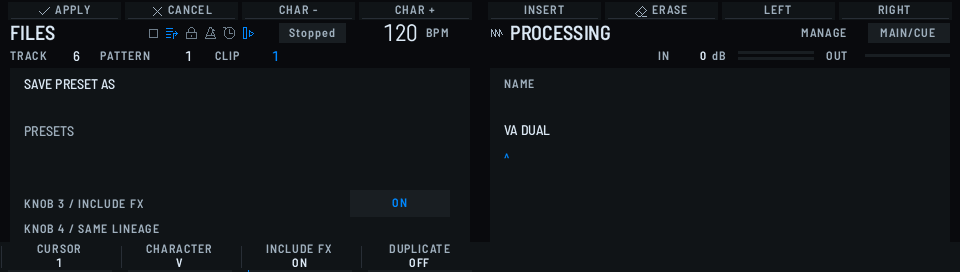 APPLY CANCEL CHAR - CHAR + INSERT ERASE LEFT RIGHT
FILES Stopped 120 BPM PROCESSING MANAGE MAIN/CUE
TRACK 6 PATTERN 1 CLIP 1 IN 0 dB OUT
SAVE PRESET AS
NAME
PRESETS
VA DUAL
^
KNOB 3 / INCLUDE FX ON
KNOB 4 / SAME LINEAGE
CURSOR CHARACTER INCLUDE FX DUPLICATE
1 V ON OFF